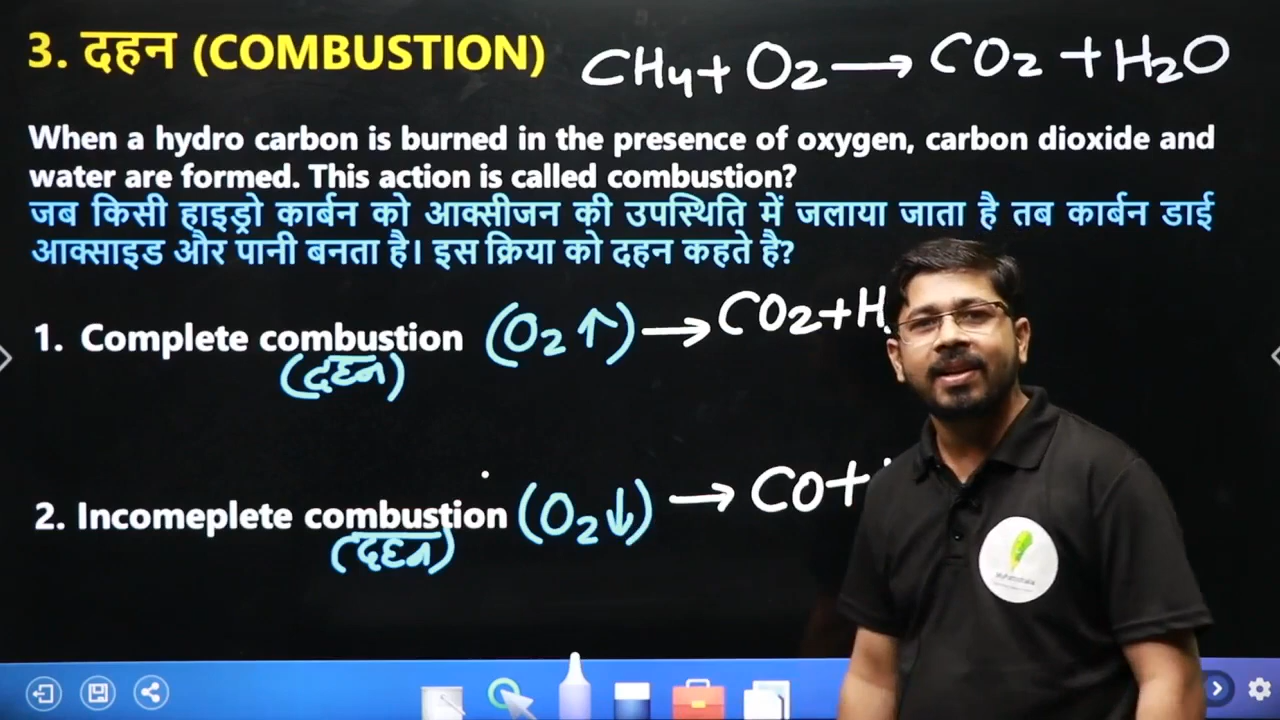 3. दहन (COMBUSTION)
CH4 + O2 → CO2 + H2O
When a hydro carbon is burned in the presence of oxygen, carbon dioxide and
water are formed. This action is called combustion?
जब किसी हाइड्रो कार्बन को आक्सीजन की उपस्थिति में जलाया जाता है तब कार्बन डाई
आक्साइड और पानी बनता है। इस क्रिया को दहन कहते है?
1. Complete combustion (O2↑) → CO2+H
(दहन)
2. Incomeplete combustion (O2↓) → CO+
(दहन)